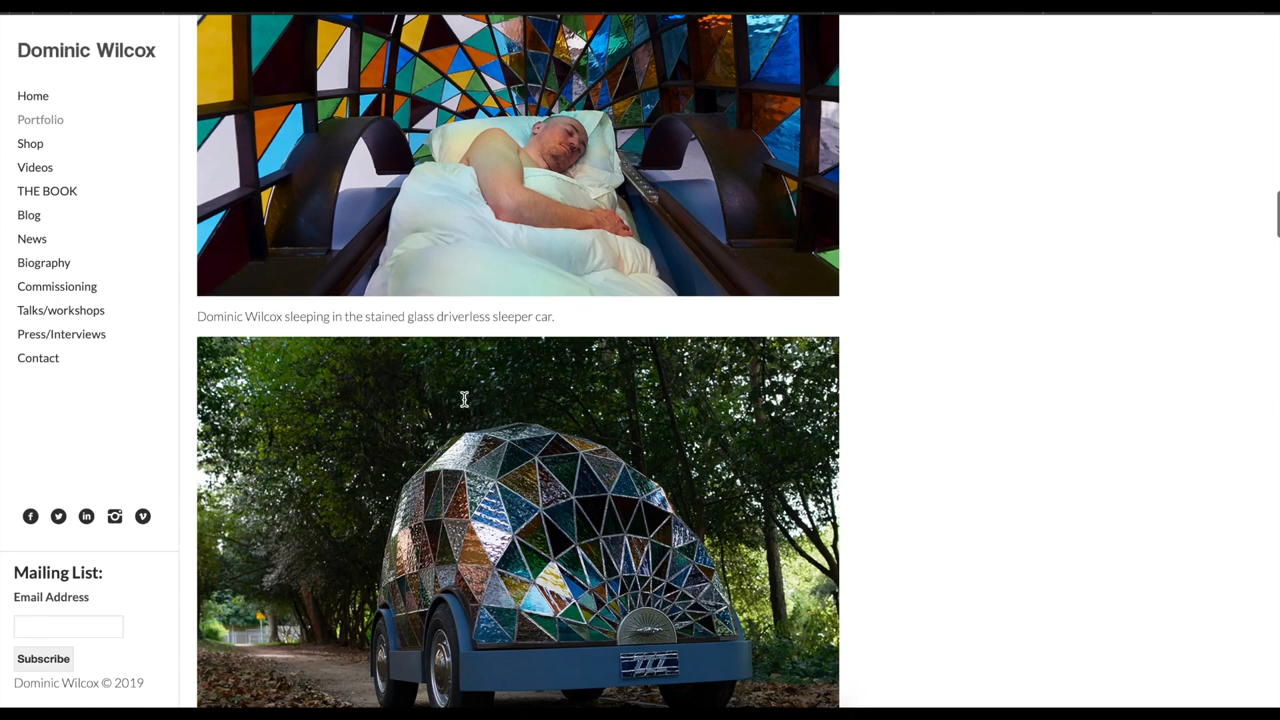 Dominic Wilcox
Home
Portfolio
Shop
Videos
THE BOOK
Blog
News
Biography
Commissioning
Talks/workshops
Press/Interviews
Contact
Mailing List:
Email Address
Subscribe
Dominic Wilcox © 2019
Dominic Wilcox sleeping in the stained glass driverless sleeper car.
ZZZ